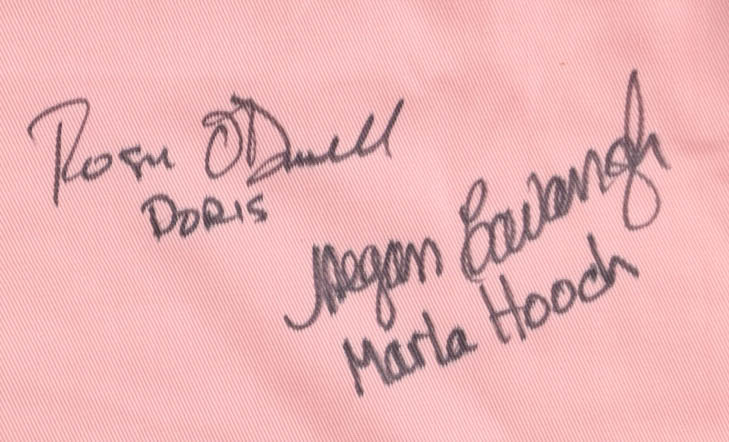 Rosie O'Donnell
DORIS
Megan Cavanagh
Marla Hooch